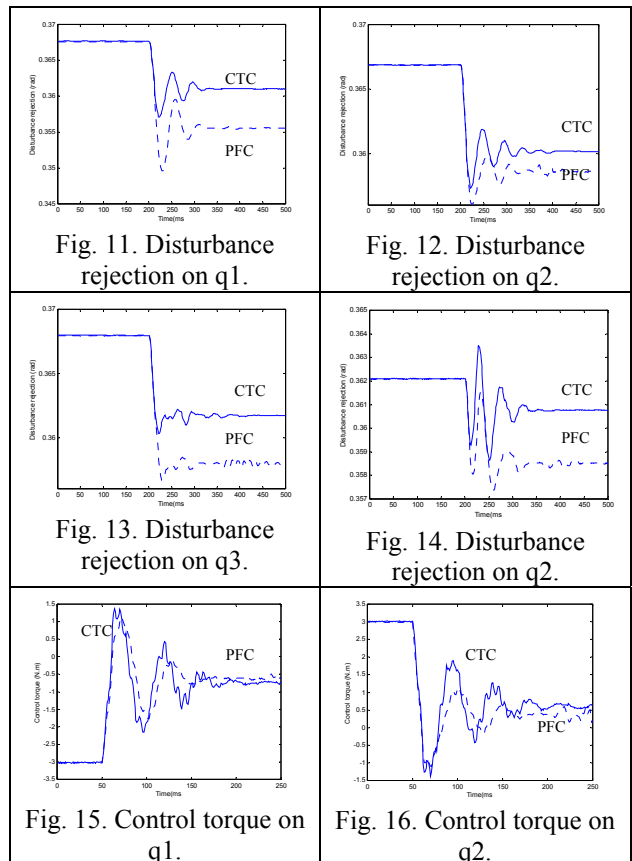 0.37
0.365
0.36
0.355
0.35
0.345
Disturbance rejection (rad)
CTC
PFC
0 50 100 150 200 250 300 350 400 450 500
Time(ms
Fig. 11. Disturbance
rejection on q1.
0.37
0.365
0.36
Disturbance rejection (rad)
CTC
PFC
0 50 100 150 200 250 300 350 400 450 500
Time(ms
Fig. 12. Disturbance
rejection on q2.
0.37
0.365
0.36
Disturbance rejection (rad)
CTC
PFC
0 50 100 150 200 250 300 350 400 450 500
Time(ms
Fig. 13. Disturbance
rejection on q3.
0.365
0.364
0.363
0.362
0.361
0.36
0.359
0.358
0.357
Disturbance rejection (rad)
CTC
PFC
0 50 100 150 200 250 300 350 400 450 500
Time(ms
Fig. 14. Disturbance
rejection on q2.
1.5
1
0.5
0
-0.5
-1
-1.5
-2
-2.5
-3
-3.5
Control torque (N.m)
CTC
PFC
0 50 100 150 200 250
Time(ms
Fig. 15. Control torque on
q1.
3.5
3
2.5
2
1.5
1
0.5
0
-0.5
-1
-1.5
Control torque (N.m)
CTC
PFC
0 50 100 150 200 250
Time(ms
Fig. 16. Control torque on
q2.